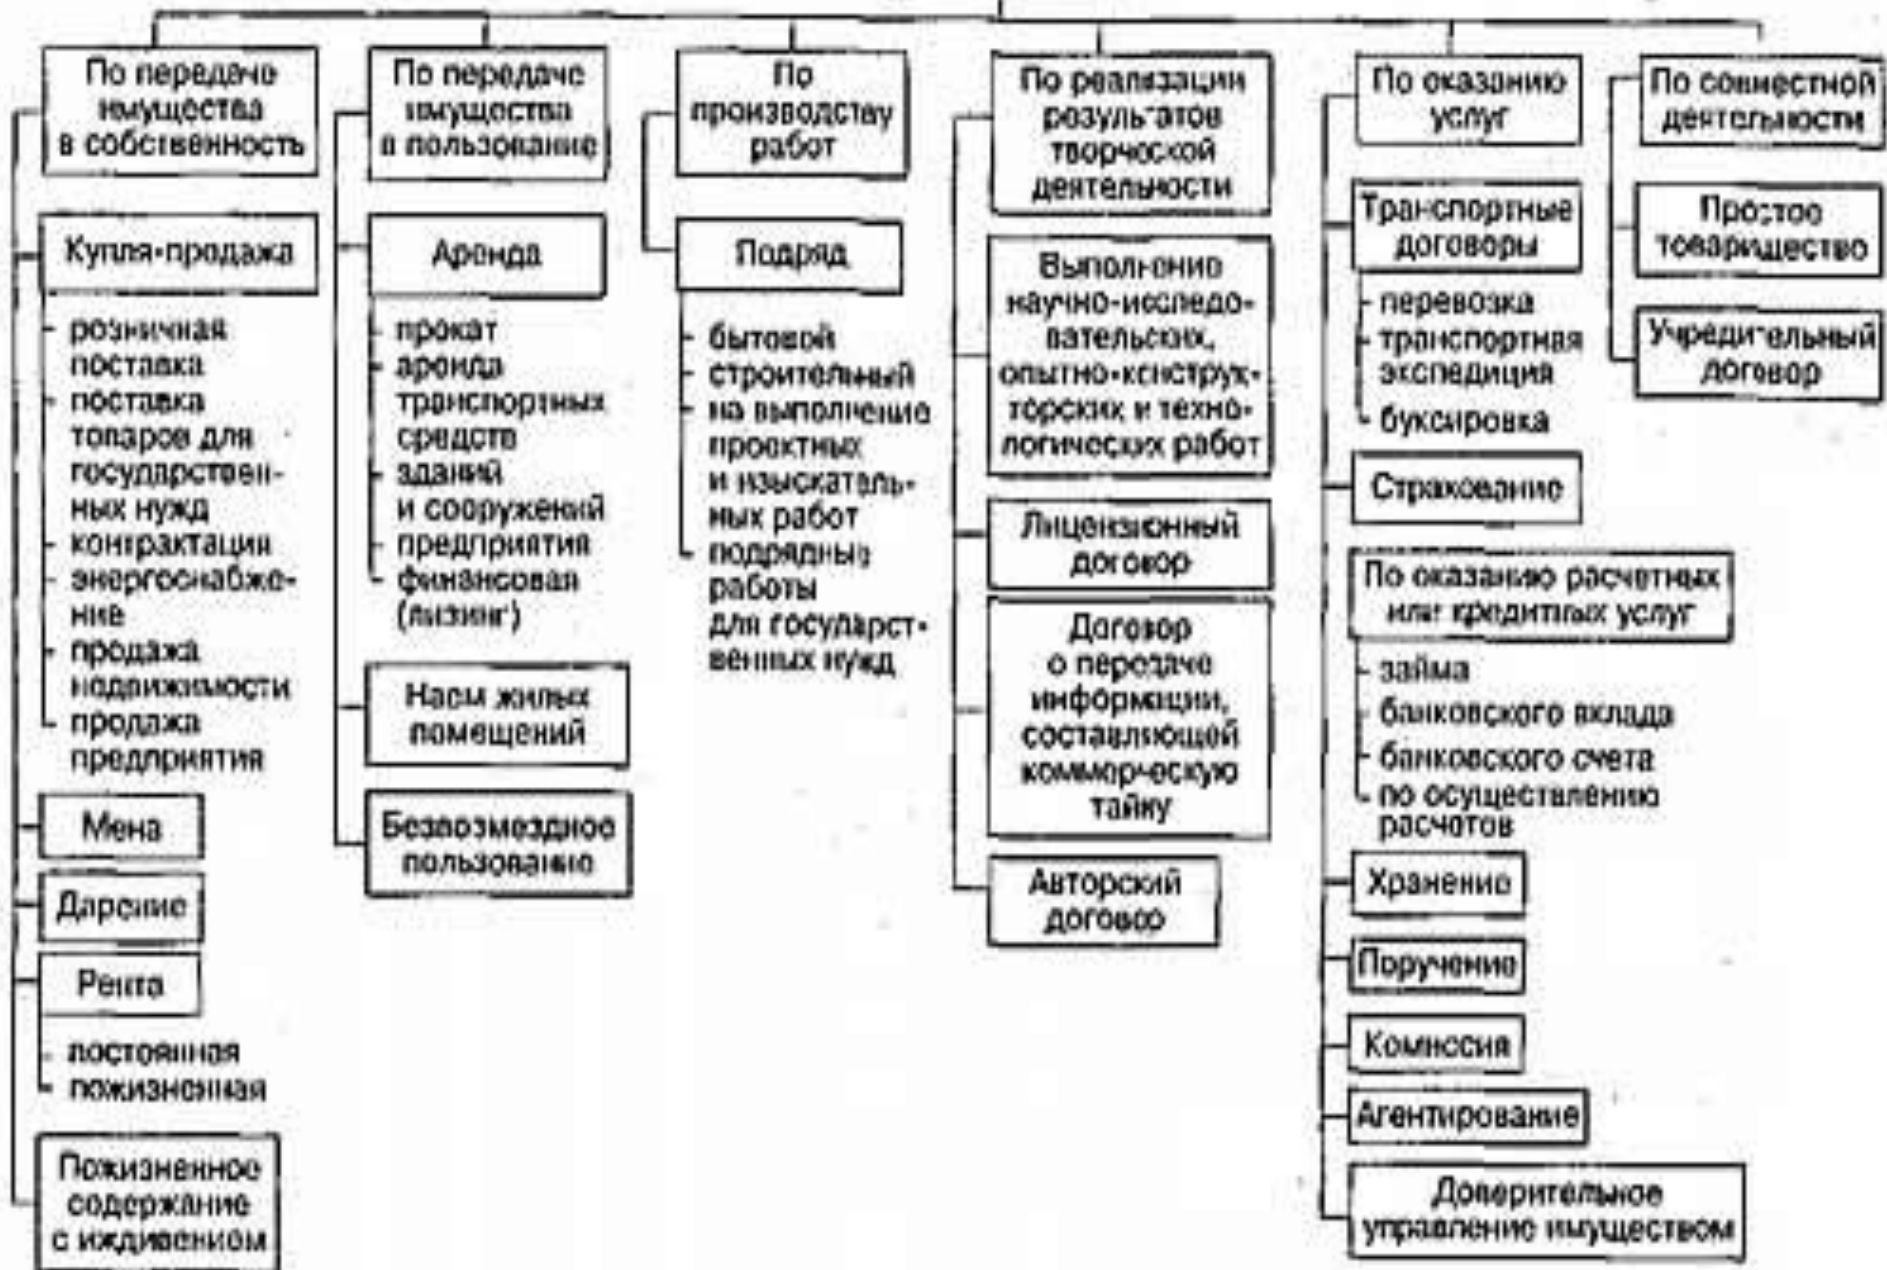 По передаче
имущества
в собственность
Купля-продажа
розничная
поставка
поставка
товаров для
государствен-
ных нужд
контрактация
энергоснабже-
ние
продажа
недвижимости
продажа
предприятия
Мена
Дарение
Рента
постоянная
пожизненная
Пожизненное
содержание
с иждивением
По передаче
имущества
в пользование
Аренда
прокат
аренда
транспортных
средств
зданий
и сооружений
предприятия
финансовая
(лизинг)
Наем жилых
помещений
Безвозмездное
пользование
По
производству
работ
Подряд
бытовой
строительный
на выполнение
проектных
и изыскатель-
ных работ
подрядные
работы
для государст-
венных нужд
По реализации
результатов
творческой
деятельности
Выполнение
научно-исследо-
вательских,
опытно-конструк-
торских и техно-
логических работ
Лицензионный
договор
Договор
о передаче
информации,
составляющей
коммерческую
тайну
Авторский
договор
По оказанию
услуг
Транспортные
договоры
перевозка
транспортная
экспедиция
буксировка
Страхование
По оказанию расчетных
или кредитных услуг
займа
банковского вклада
банковского счета
по осуществлению
расчетов
Хранение
Поручение
Комиссия
Агентирование
Доверительное
управление имуществом
По совместной
деятельности
Простое
товарищество
Учредительный
договор